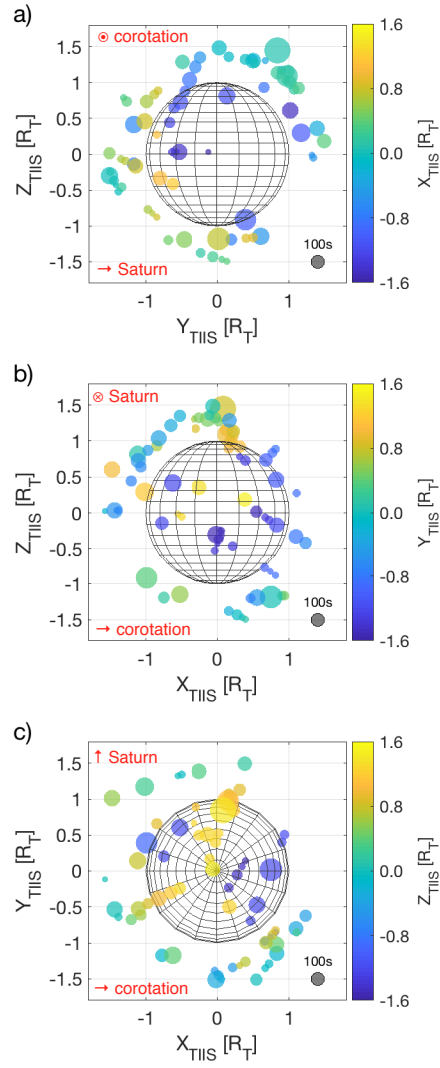 a)
⊙ corotation
1.5
1
0.5
0
-0.5
-1
-1.5
Z_TIIS [R_T]
→ Saturn
100s
-1 0 1
Y_TIIS [R_T]
1.6
0.8
0.0
-0.8
-1.6
X_TIIS [R_T]
b)
⊗ Saturn
1.5
1
0.5
0
-0.5
-1
-1.5
Z_TIIS [R_T]
→ corotation
100s
-1 0 1
X_TIIS [R_T]
1.6
0.8
0.0
-0.8
-1.6
Y_TIIS [R_T]
c)
↑ Saturn
1.5
1
0.5
0
-0.5
-1
-1.5
Y_TIIS [R_T]
→ corotation
100s
-1 0 1
X_TIIS [R_T]
1.6
0.8
0.0
-0.8
-1.6
Z_TIIS [R_T]